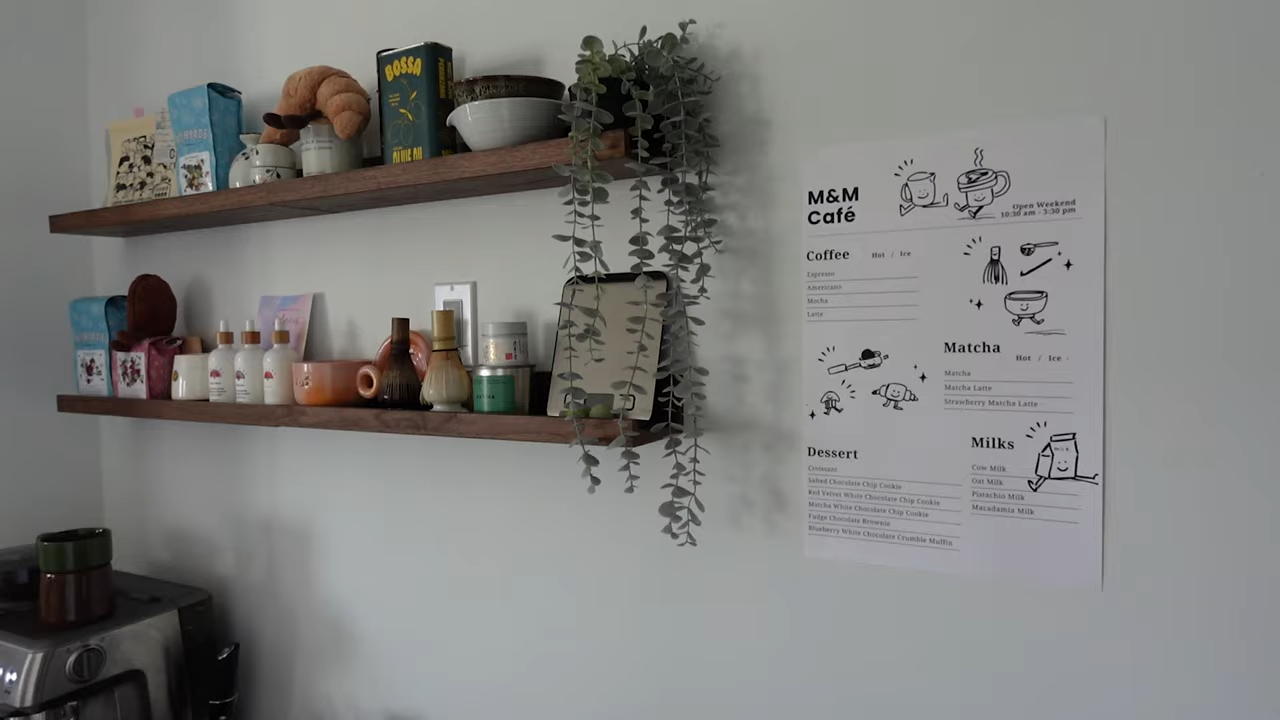 BOSSA
OLIVE OIL
M&M
Café
Open Weekend
10:30 am - 3:30 pm
Coffee Hot / Ice
Espresso
Americano
Mocha
Latte
Matcha Hot / Ice
Matcha
Matcha Latte
Strawberry Matcha Latte
Dessert
Croissant
Salted Chocolate Chip Cookie
Red Velvet White Chocolate Chip Cookie
Matcha White Chocolate Chip Cookie
Fudge Chocolate Brownie
Blueberry White Chocolate Crumble Muffin
Milks
Cow Milk
Oat Milk
Pistachio Milk
Macadamia Milk